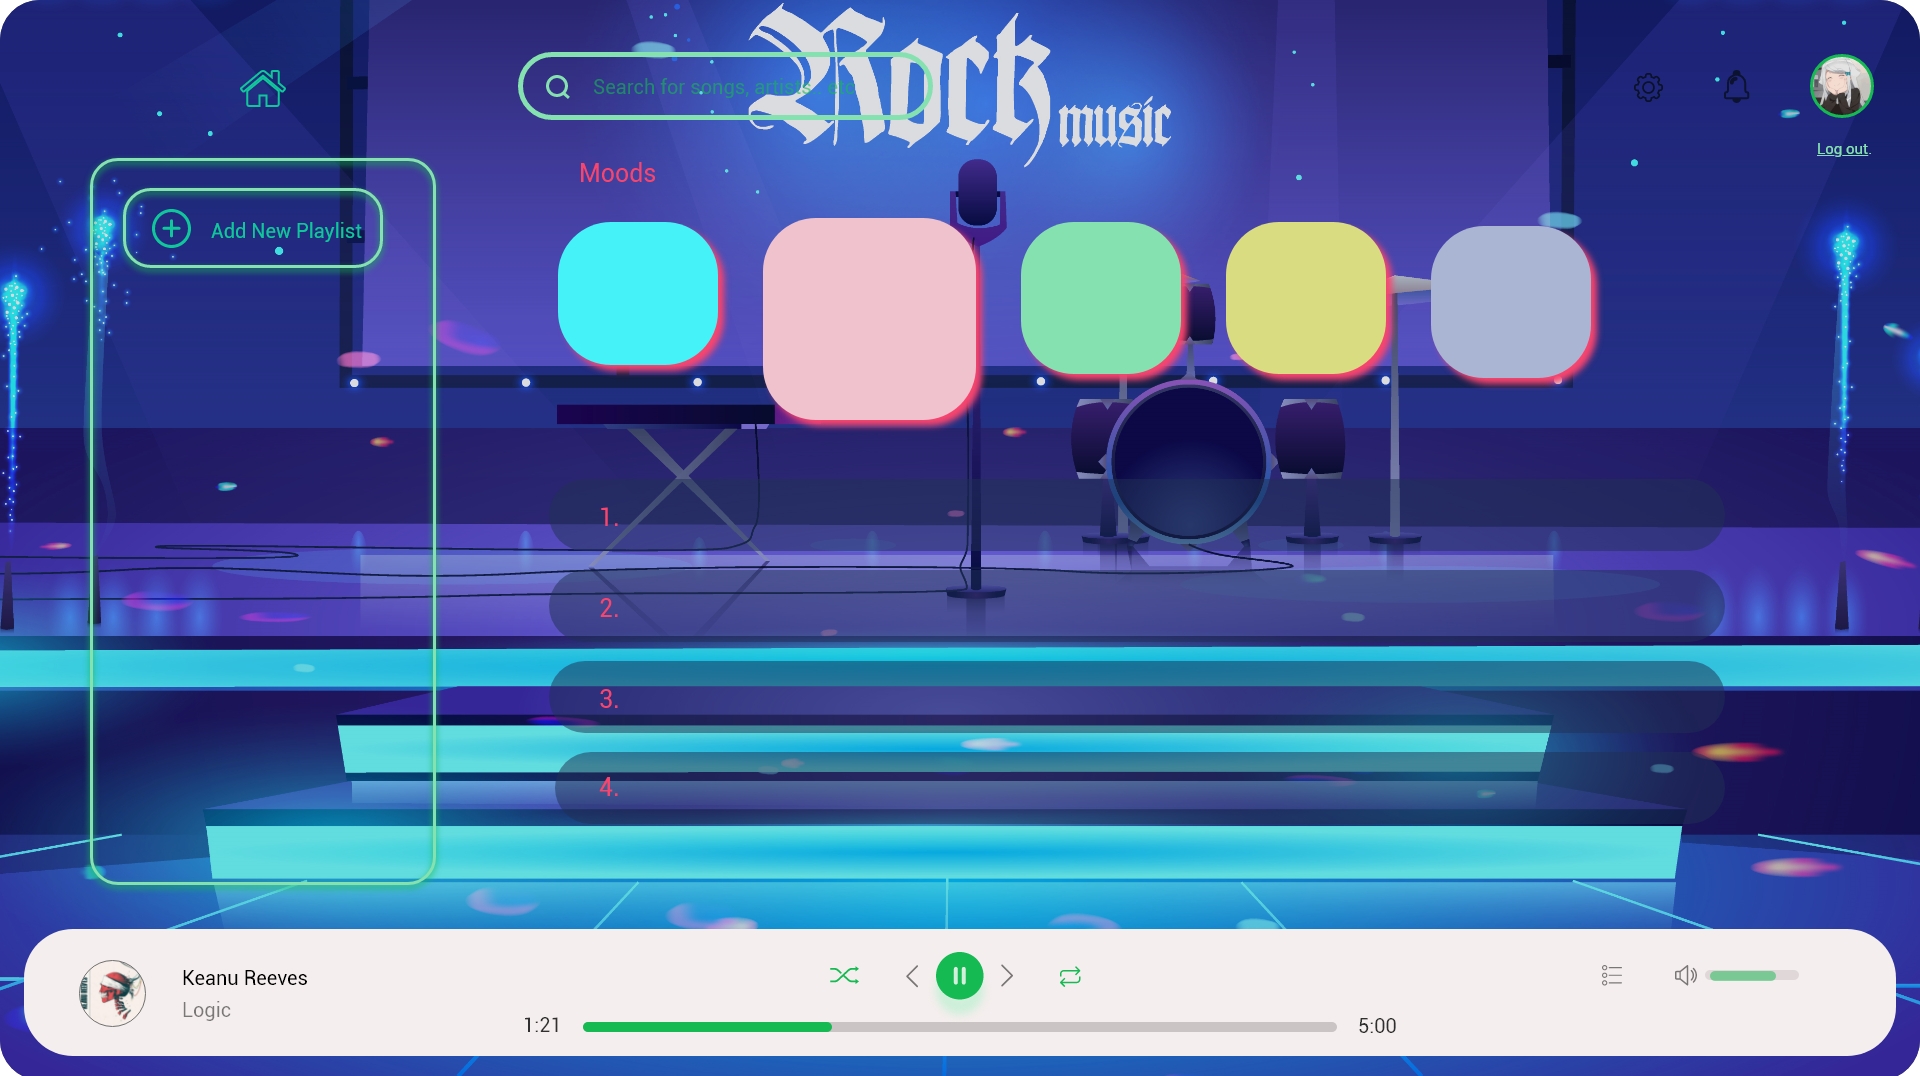 Rock music
Search for songs, artists, etc
Log out.
Moods
Add New Playlist
1.
2.
3.
4.
Keanu Reeves
Logic
1:21
5:00